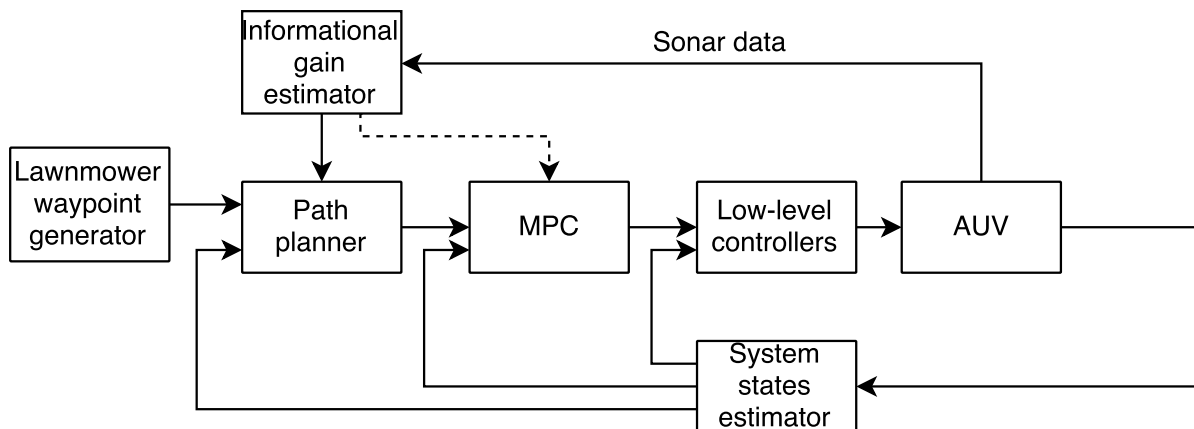 Informational
gain
estimator
Sonar data
Lawnmower
waypoint
generator
Path
planner
MPC
Low-level
controllers
AUV
System
states
estimator